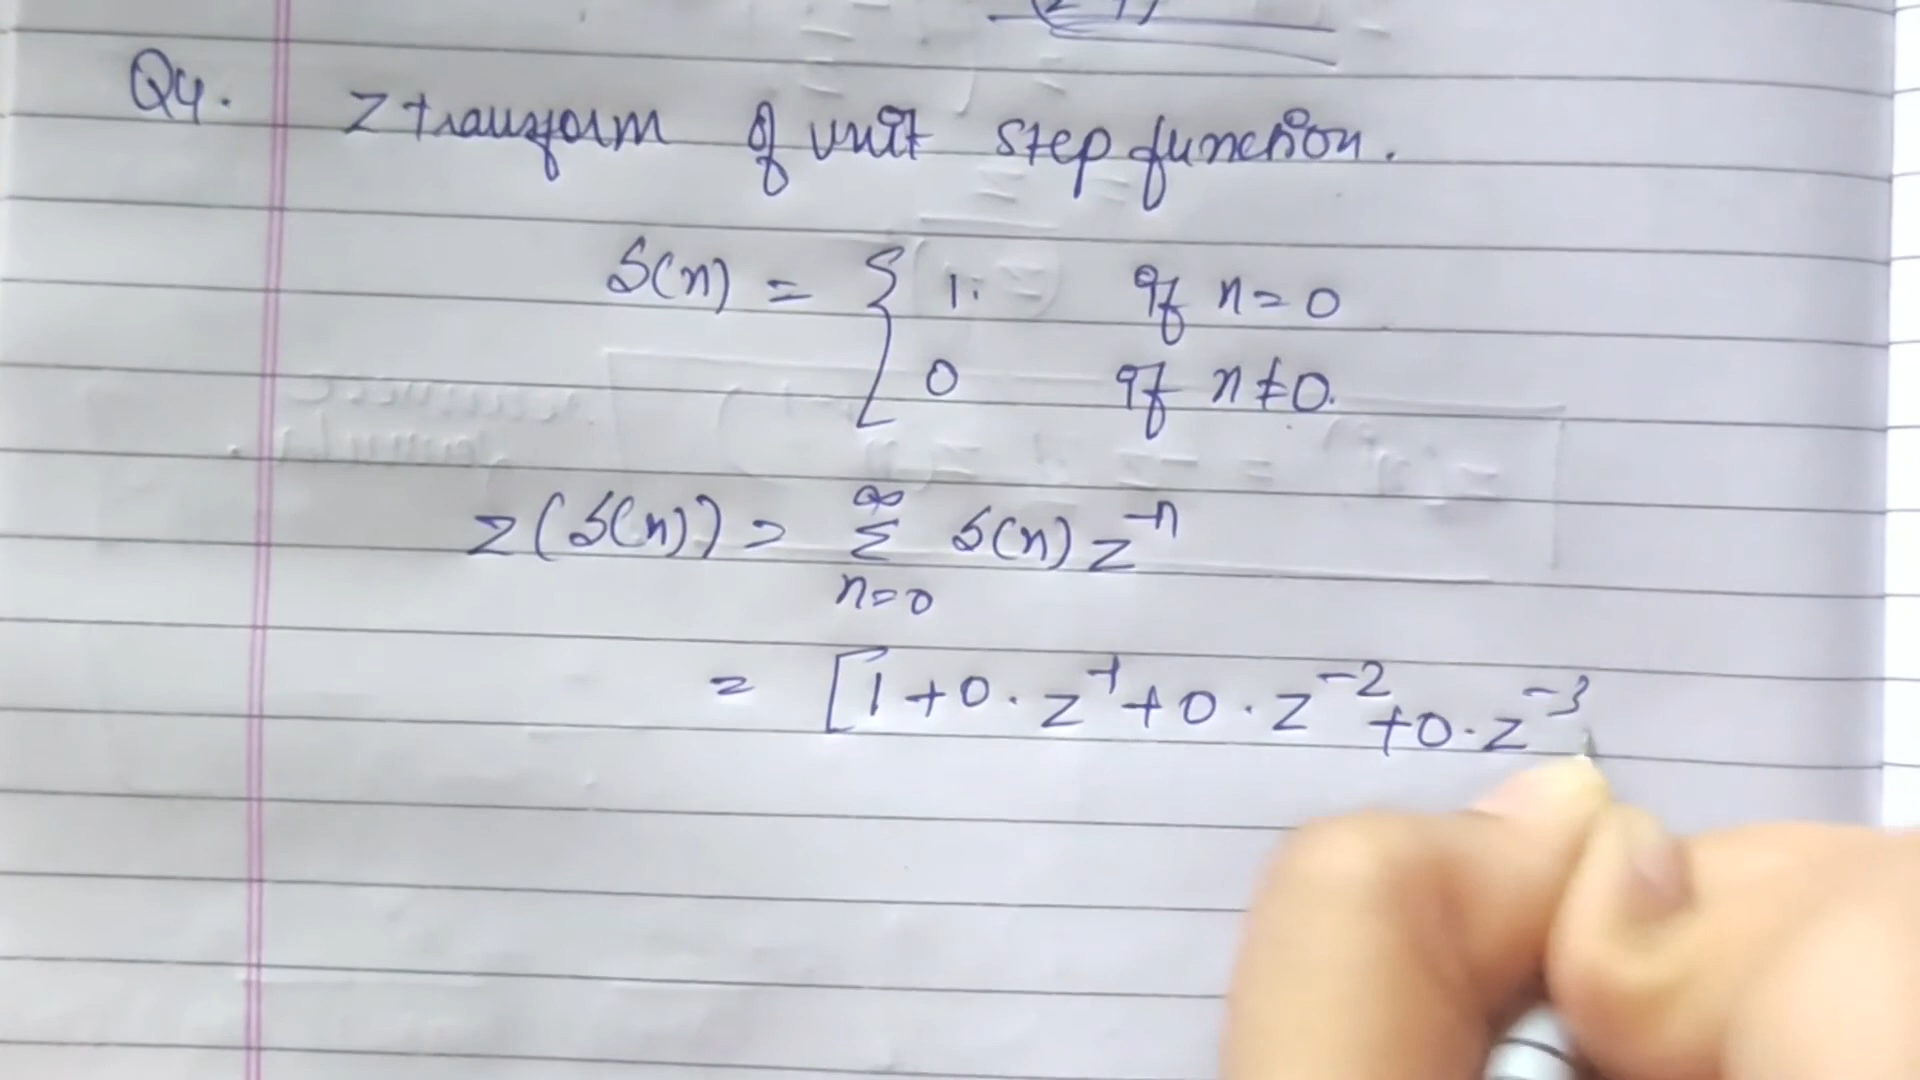 Q4. Z transform of unit step function.
δ(n) = { 1. if n = 0
0 if n ≠ 0.
Z(δ(n)) = ∞ Σ n=0 δ(n) z⁻ⁿ
= [1 + 0 · z⁻¹ + 0 · z⁻² + 0 · z⁻³